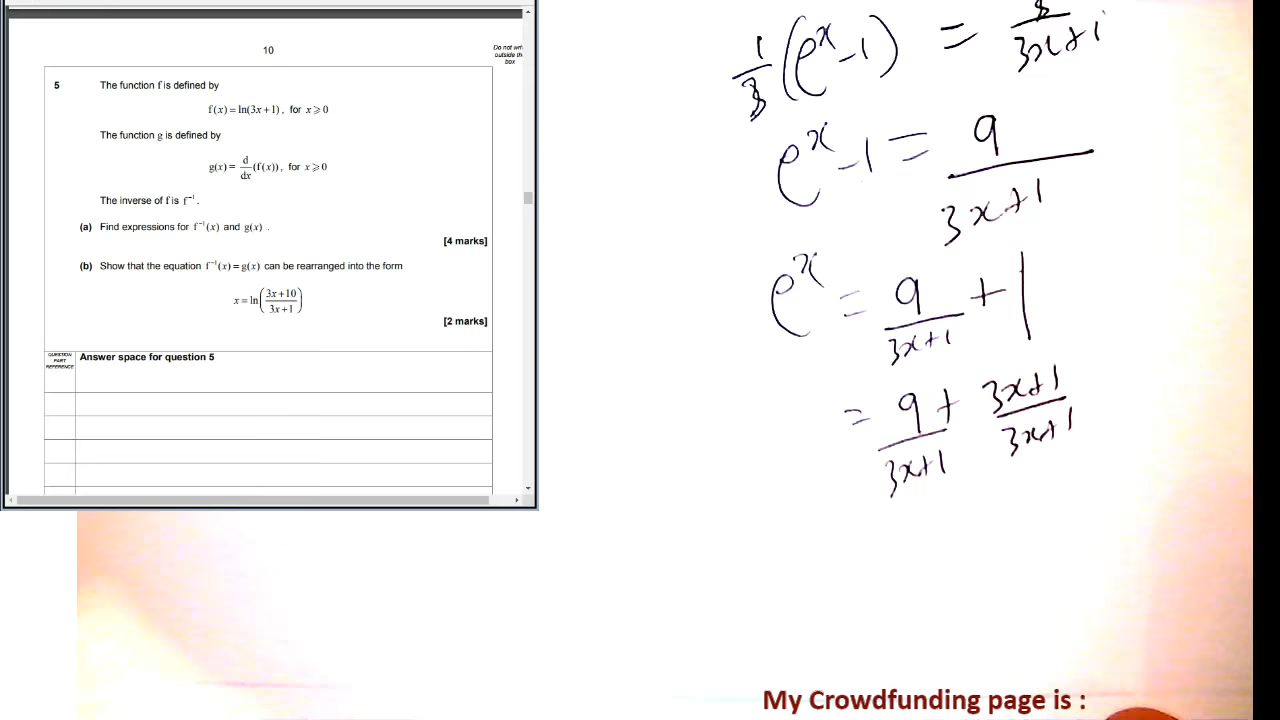 10
Do not write
outside the
box
5 The function f is defined by
f(x) = ln(3x + 1), for x ⩾ 0
The function g is defined by
g(x) = d/dx (f(x)), for x ⩾ 0
The inverse of f is f⁻¹.
(a) Find expressions for f⁻¹(x) and g(x) .
[4 marks]
(b) Show that the equation f⁻¹(x) = g(x) can be rearranged into the form
x = ln((3x + 10)/(3x + 1))
[2 marks]
QUESTION
PART
REFERENCE
Answer space for question 5
1/3 (e^x - 1) = 3/(3x+1)
e^x - 1 = 9/(3x+1)
e^x = 9/(3x+1) + 1
= 9/(3x+1) + (3x+1)/(3x+1)
My Crowdfunding page is :